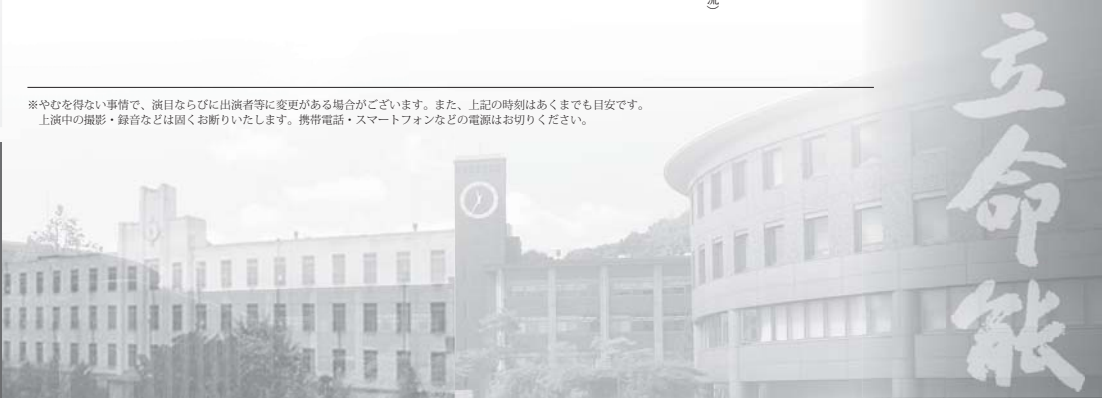 流）
※やむを得ない事情で、演目ならびに出演者等に変更がある場合がございます。また、上記の時刻はあくまでも目安です。
上演中の撮影・録音などは固くお断りいたします。携帯電話・スマートフォンなどの電源はお切りください。
立命能